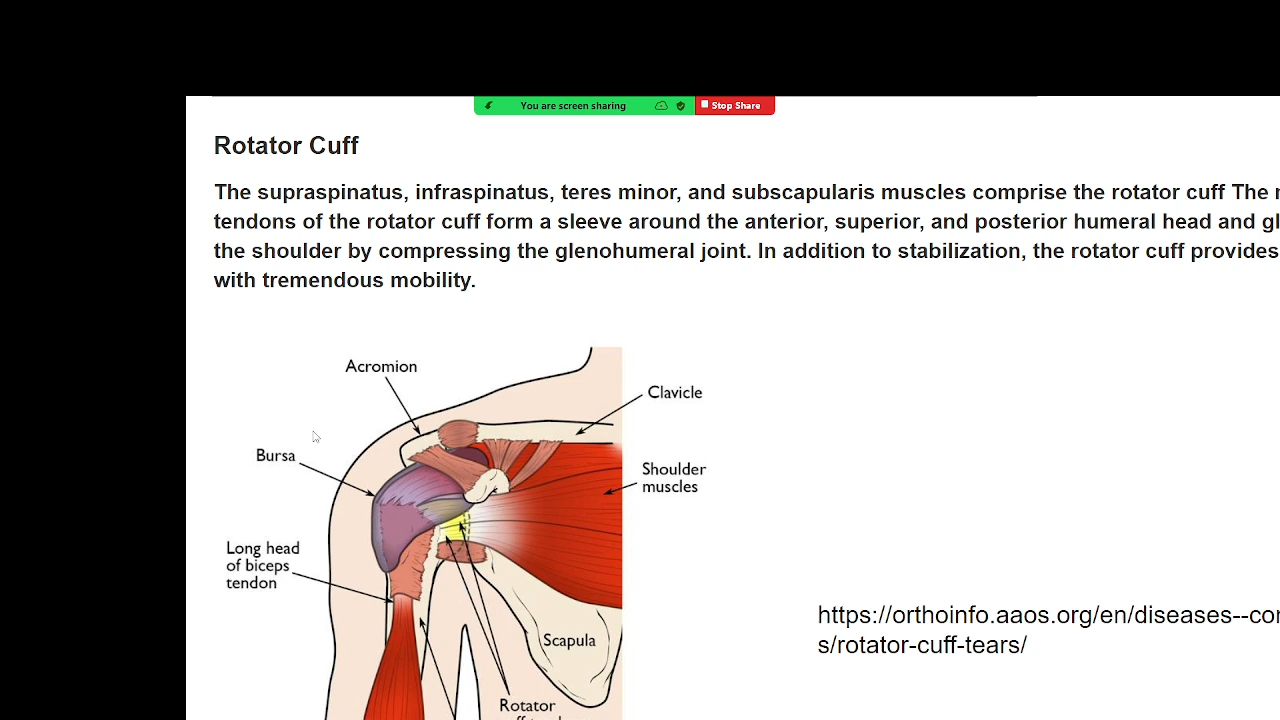 You are screen sharing
Stop Share
Rotator Cuff
The supraspinatus, infraspinatus, teres minor, and subscapularis muscles comprise the rotator cuff The
tendons of the rotator cuff form a sleeve around the anterior, superior, and posterior humeral head and
the shoulder by compressing the glenohumeral joint. In addition to stabilization, the rotator cuff provides
with tremendous mobility.
Acromion
Clavicle
Bursa
Shoulder
muscles
Long head
of biceps
tendon
Scapula
https://orthoinfo.aaos.org/en/diseases--co
s/rotator-cuff-tears/
Rotator